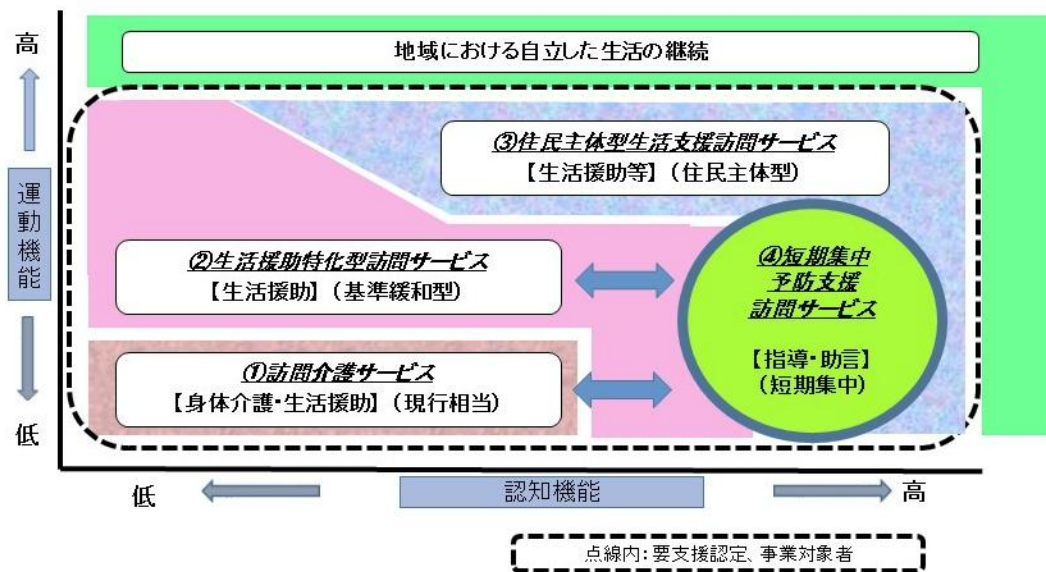 高
地域における自立した生活の継続
③住民主体型生活支援訪問サービス
【生活援助等】(住民主体型)
運動機能
②生活援助特化型訪問サービス
【生活援助】(基準緩和型)
④短期集中
予防支援
訪問サービス
【指導・助言】
(短期集中)
①訪問介護サービス
【身体介護・生活援助】(現行相当)
低
低
認知機能
高
点線内:要支援認定、事業対象者